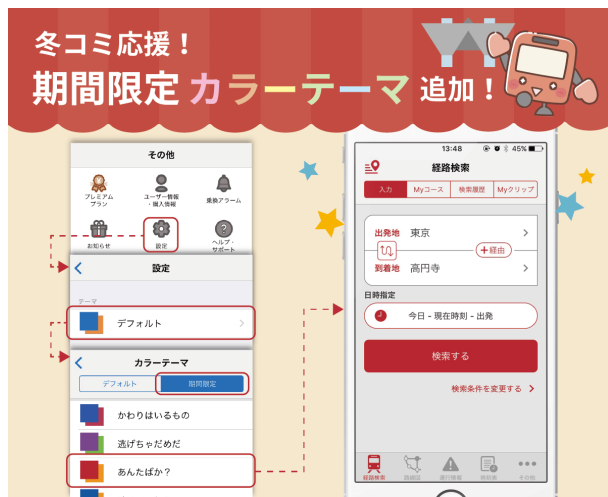 冬コミ応援！
期間限定 カラーテーマ 追加！
その他
プレミアム
プラン
ユーザー情報
・購入情報
乗換アラーム
お知らせ
設定
ヘルプ・
サポート
設定
テーマ
デフォルト
カラーテーマ
デフォルト
期間限定
かわりはいるもの
逃げちゃだめだ
あんたばか？
13:48
45%
経路検索
入力
Myコース
検索履歴
Myクリップ
出発地 東京
＋経由
到着地 高円寺
日時指定
今日 - 現在時刻 - 出発
検索する
検索条件を変更する
経路検索
路線図
運行情報
時刻表
その他